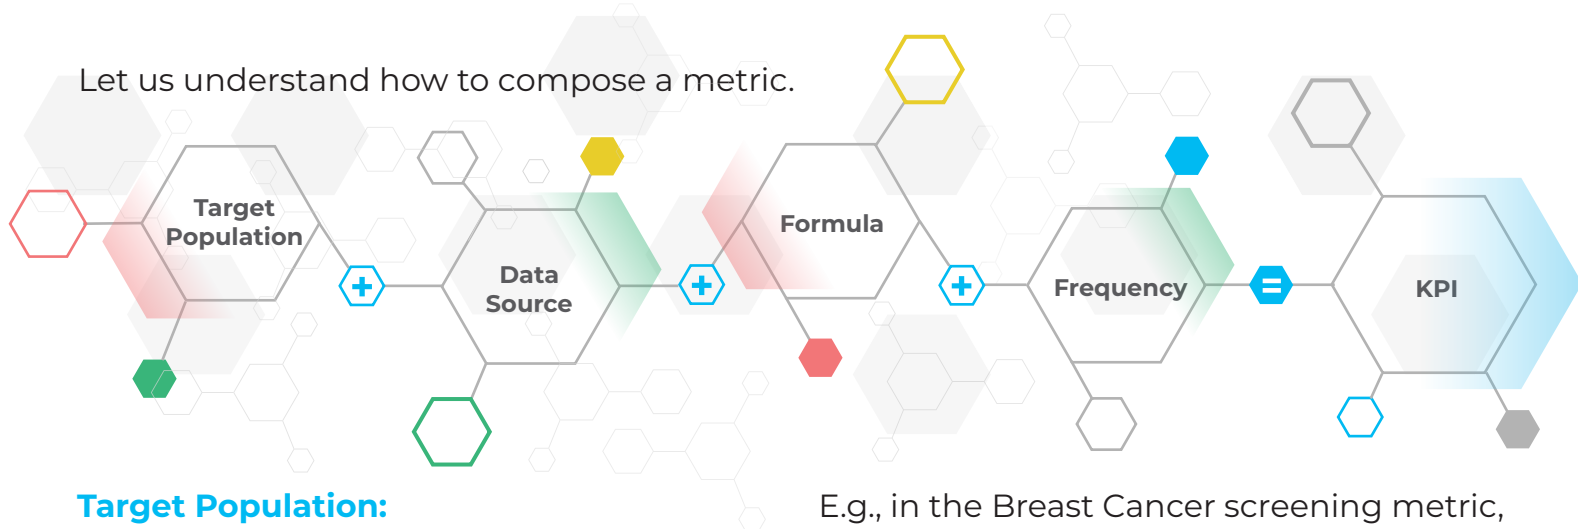 Let us understand how to compose a metric.
Target
Population
+
Data
Source
+
Formula
+
Frequency
=
KPI
Target Population:
E.g., in the Breast Cancer screening metric,